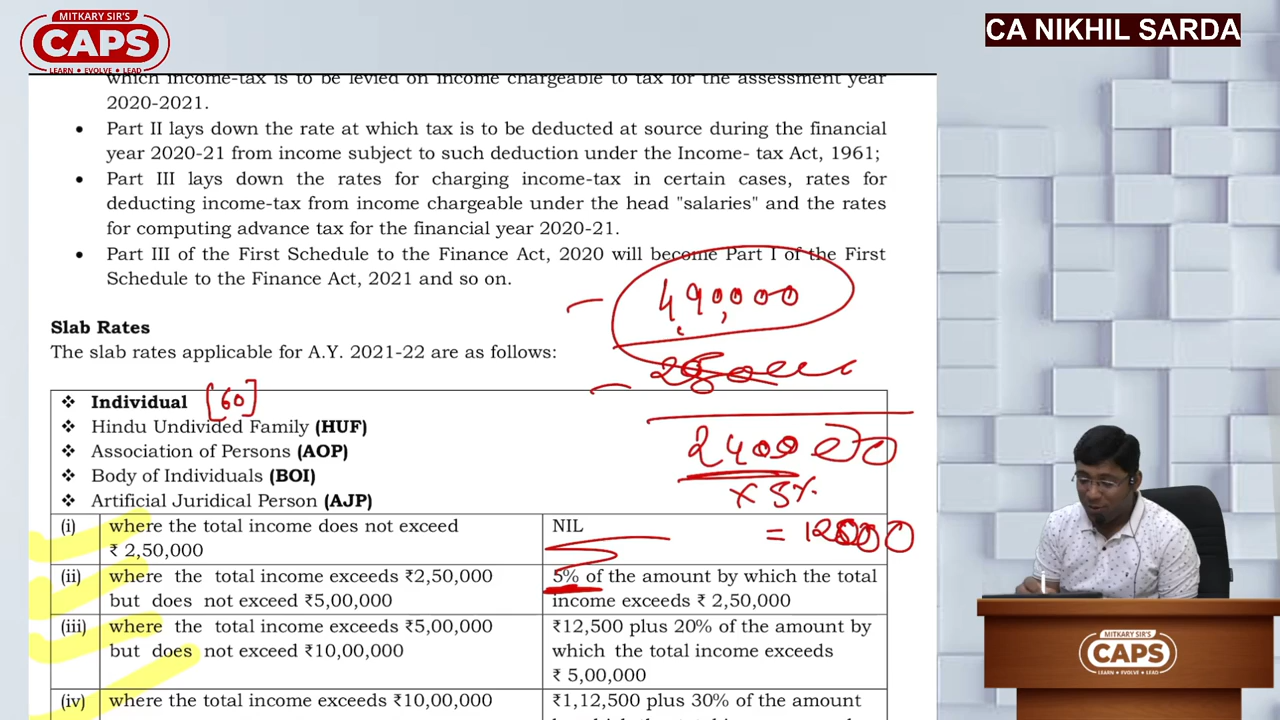 MITKARY SIR'S
CAPS
LEARN • EVOLVE • LEAD
CA NIKHIL SARDA
which income-tax is to be levied on income chargeable to tax for the assessment year
2020-2021.
• Part II lays down the rate at which tax is to be deducted at source during the financial
year 2020-21 from income subject to such deduction under the Income- tax Act, 1961;
• Part III lays down the rates for charging income-tax in certain cases, rates for
deducting income-tax from income chargeable under the head "salaries" and the rates
for computing advance tax for the financial year 2020-21.
• Part III of the First Schedule to the Finance Act, 2020 will become Part I of the First
Schedule to the Finance Act, 2021 and so on.
4,90,000
Slab Rates
The slab rates applicable for A.Y. 2021-22 are as follows:
❖ Individual [60]
❖ Hindu Undivided Family (HUF)
❖ Association of Persons (AOP)
240000
❖ Body of Individuals (BOI)
❖ Artificial Juridical Person (AJP)
x 5%
= 12000
(i) where the total income does not exceed
₹ 2,50,000
NIL
(ii) where the total income exceeds ₹2,50,000
but does not exceed ₹5,00,000
5% of the amount by which the total
income exceeds ₹ 2,50,000
(iii) where the total income exceeds ₹5,00,000
but does not exceed ₹10,00,000
₹12,500 plus 20% of the amount by
which the total income exceeds
₹ 5,00,000
(iv) where the total income exceeds ₹10,00,000
₹1,12,500 plus 30% of the amount
MITKARY SIR'S
CAPS
LEARN • EVOLVE • LEAD